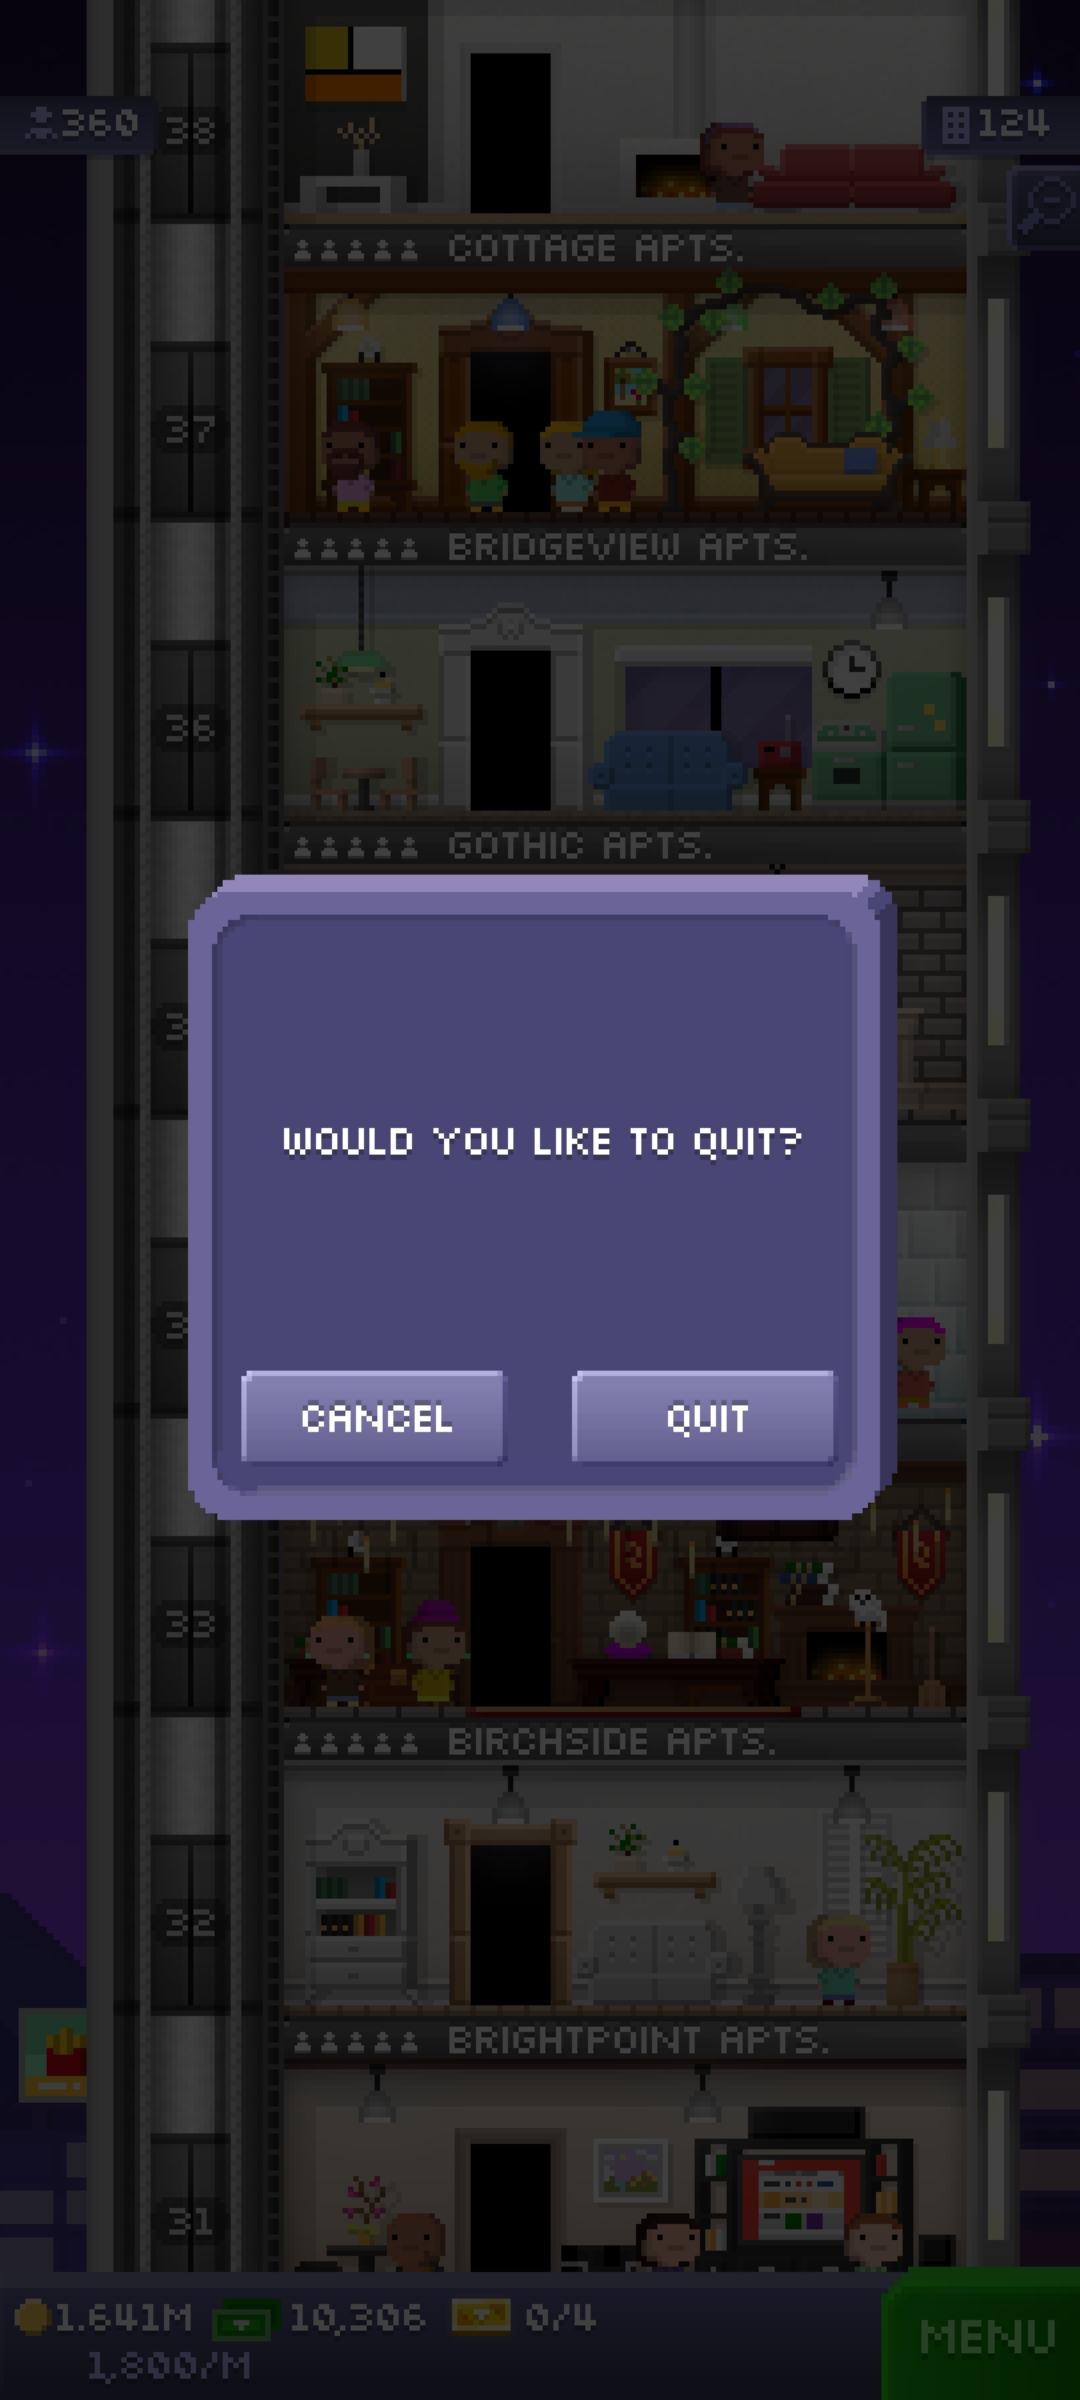 360
38
124
COTTAGE APTS.
37
BRIDGEVIEW APTS.
36
GOTHIC APTS.
WOULD YOU LIKE TO QUIT?
CANCEL
QUIT
33
BIRCHSIDE APTS.
32
BRIGHTPOINT APTS.
31
1.641M
10,306
0/4
1,800/M
MENU